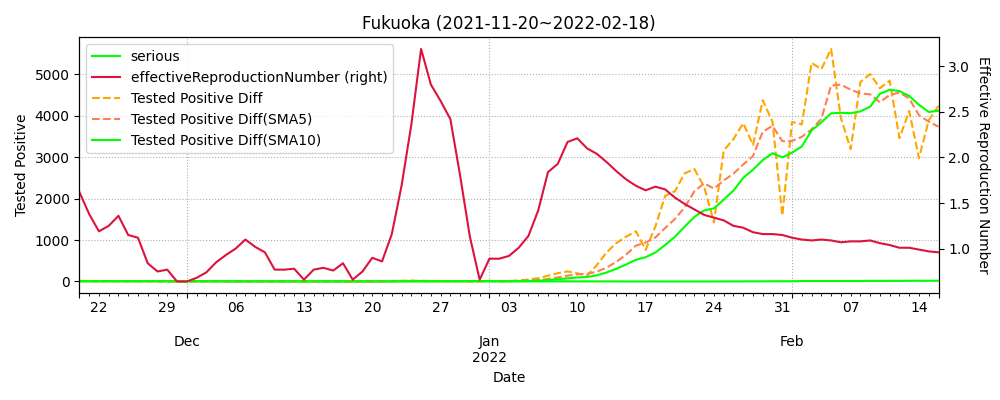 Fukuoka (2021-11-20~2022-02-18)
serious
effectiveReproductionNumber (right)
Tested Positive Diff
Tested Positive Diff(SMA5)
Tested Positive Diff(SMA10)
Tested Positive
5000
4000
3000
2000
1000
0
3.0
2.5
2.0
1.5
1.0
Effective Reproduction Number
22 29 06 13 20 27 03 10 17 24 31 07 14
Dec Jan Feb
2022
Date